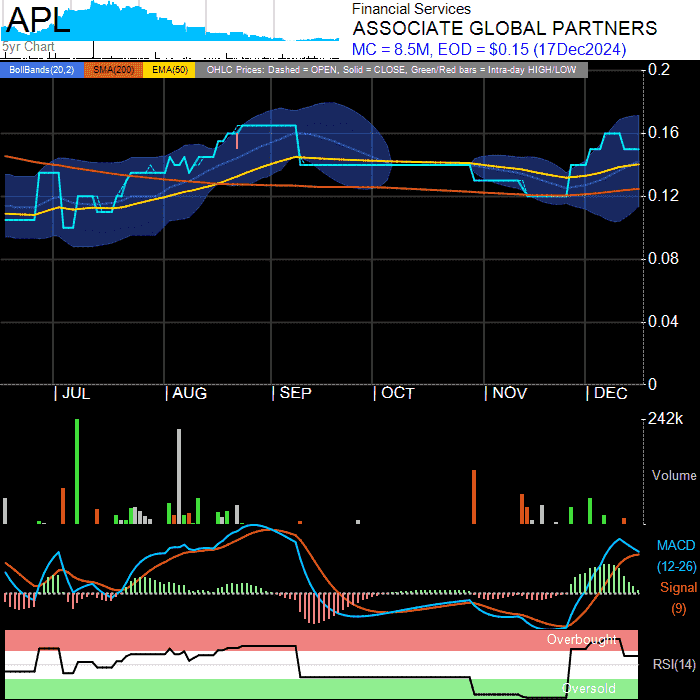 APL
5yr Chart
Financial Services
ASSOCIATE GLOBAL PARTNERS
MC = 8.5M, EOD = $0.15 (17Dec2024)
BollBands(20,2) SMA(200) EMA(50) OHLC Prices: Dashed = OPEN, Solid = CLOSE, Green/Red bars = Intra-day HIGH/LOW
0.2
0.16
0.12
0.08
0.04
0
JUL AUG SEP OCT NOV DEC
242k
Volume
MACD
(12-26)
Signal
(9)
Overbought
RSI(14)
Oversold